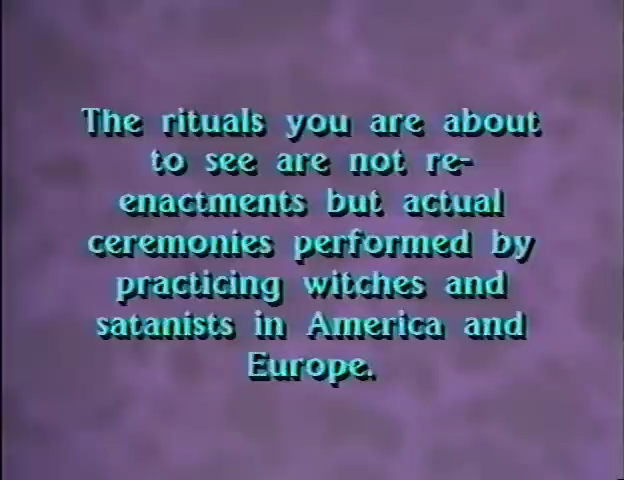 The rituals you are about
to see are not re-
enactments but actual
ceremonies performed by
practicing witches and
satanists in America and
Europe.